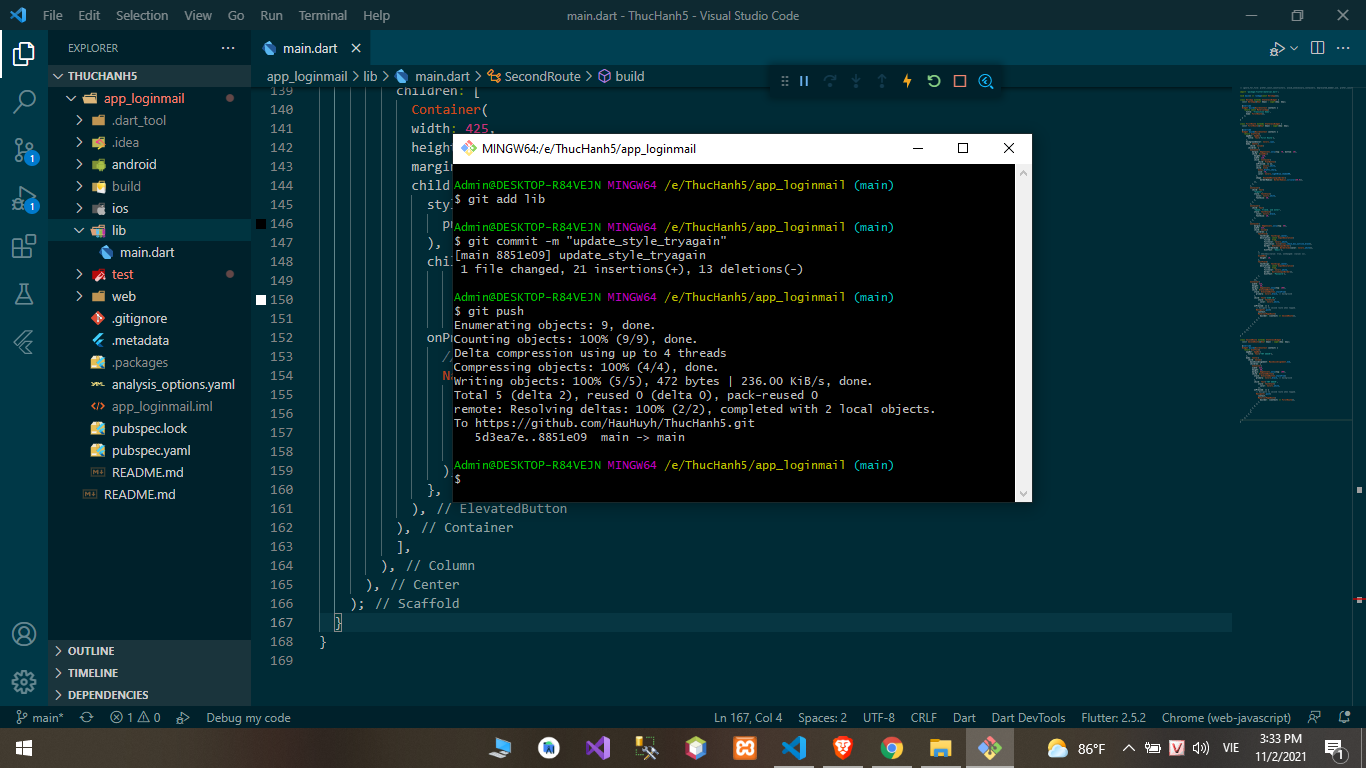 File Edit Selection View Go Run Terminal Help main.dart - ThucHanh5 - Visual Studio Code
EXPLORER
THUCHANH5
app_loginmail
.dart_tool
.idea
android
build
ios
lib
main.dart
test
web
.gitignore
.metadata
.packages
analysis_options.yaml
app_loginmail.iml
pubspec.lock
pubspec.yaml
README.md
README.md
OUTLINE
TIMELINE
DEPENDENCIES
1
1
main.dart
app_loginmail > lib > main.dart > SecondRoute > build
139 children: [
140 Container(
141 width: 425,
142 heigh
143 margi
144 child
145 styl
146 p
147 ),
148 chil
149
150
151
152 onPr
153 //
154 Na
155
156
157
158
159 )
160 },
161 ), // ElevatedButton
162 ), // Container
163 ],
164 ), // Column
165 ), // Center
166 ); // Scaffold
167 }
168 }
169
MINGW64:/e/ThucHanh5/app_loginmail
Admin@DESKTOP-R84VEJN MINGW64 /e/ThucHanh5/app_loginmail (main)
$ git add lib
Admin@DESKTOP-R84VEJN MINGW64 /e/ThucHanh5/app_loginmail (main)
$ git commit -m "update_style_tryagain"
[main 8851e09] update_style_tryagain
1 file changed, 21 insertions(+), 13 deletions(-)
Admin@DESKTOP-R84VEJN MINGW64 /e/ThucHanh5/app_loginmail (main)
$ git push
Enumerating objects: 9, done.
Counting objects: 100% (9/9), done.
Delta compression using up to 4 threads
Compressing objects: 100% (4/4), done.
Writing objects: 100% (5/5), 472 bytes | 236.00 KiB/s, done.
Total 5 (delta 2), reused 0 (delta 0), pack-reused 0
remote: Resolving deltas: 100% (2/2), completed with 2 local objects.
To https://github.com/HauHuyh/ThucHanh5.git
5d3ea7e..8851e09 main -> main
Admin@DESKTOP-R84VEJN MINGW64 /e/ThucHanh5/app_loginmail (main)
$
main* 1 0 Debug my code Ln 167, Col 4 Spaces: 2 UTF-8 CRLF Dart Dart DevTools Flutter: 2.5.2 Chrome (web-javascript)
86°F V VIE 3:33 PM
11/2/2021 1